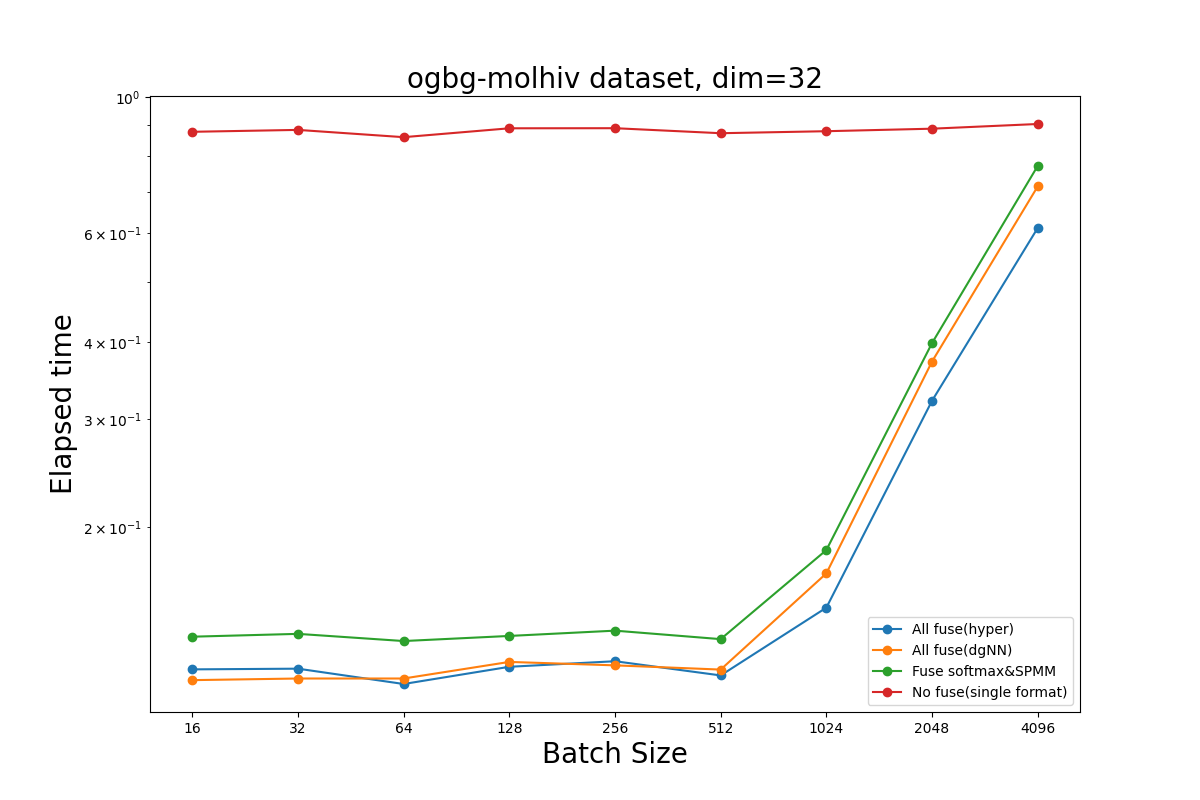 ogbg-molhiv dataset, dim=32
10⁰
6 × 10⁻¹
4 × 10⁻¹
3 × 10⁻¹
2 × 10⁻¹
Elapsed time
All fuse(hyper)
All fuse(dgNN)
Fuse softmax&SPMM
No fuse(single format)
16 32 64 128 256 512 1024 2048 4096
Batch Size